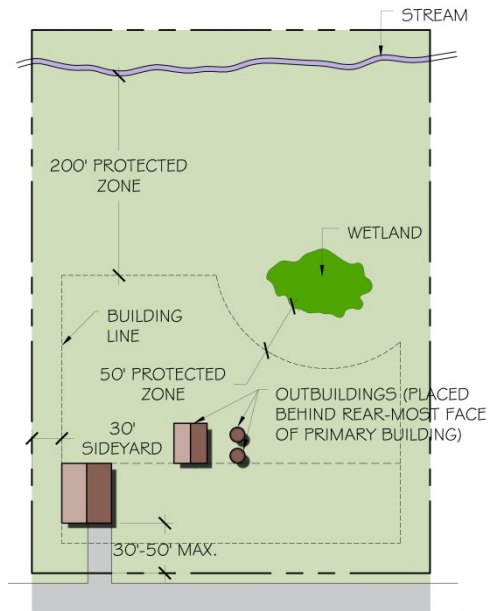 STREAM
200' PROTECTED
ZONE
WETLAND
BUILDING
LINE
50' PROTECTED
ZONE
OUTBUILDINGS (PLACED
BEHIND REAR-MOST FACE
OF PRIMARY BUILDING)
30'
SIDEYARD
30'-50' MAX.